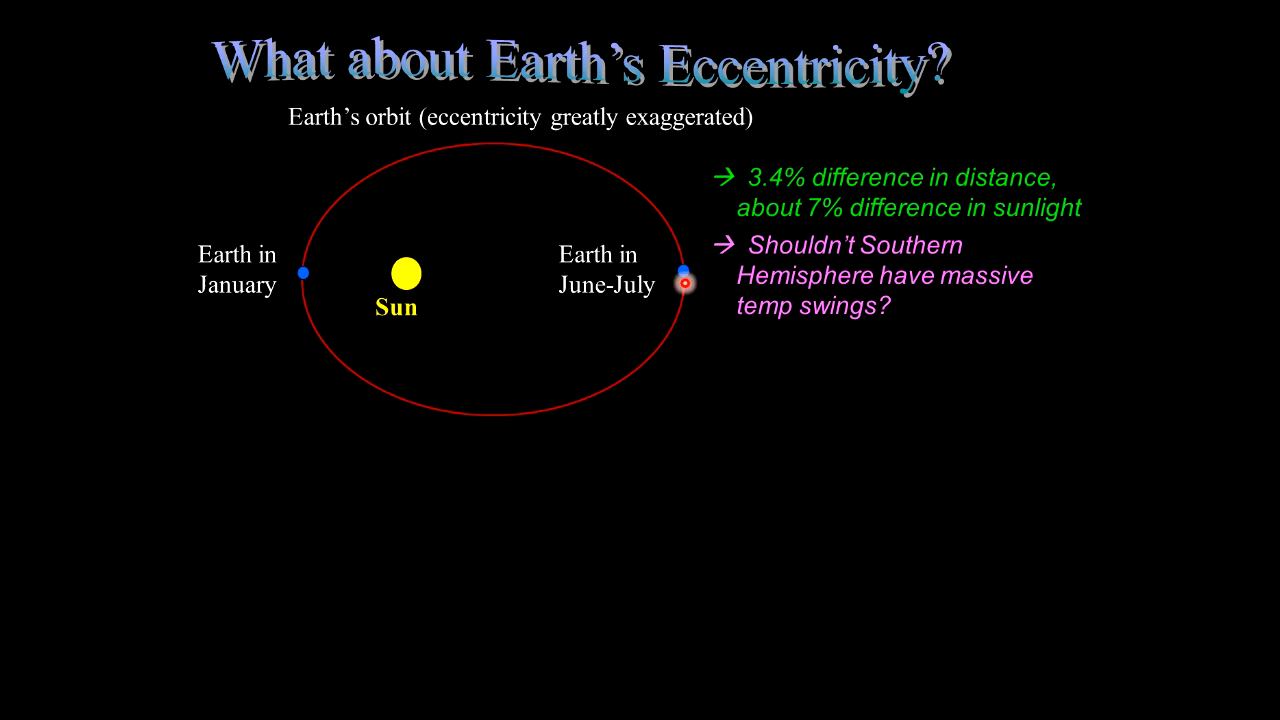 What about Earth’s Eccentricity?
Earth’s orbit (eccentricity greatly exaggerated)
→ 3.4% difference in distance,
about 7% difference in sunlight
→ Shouldn’t Southern
Hemisphere have massive
temp swings?
Earth in
January
Sun
Earth in
June-July